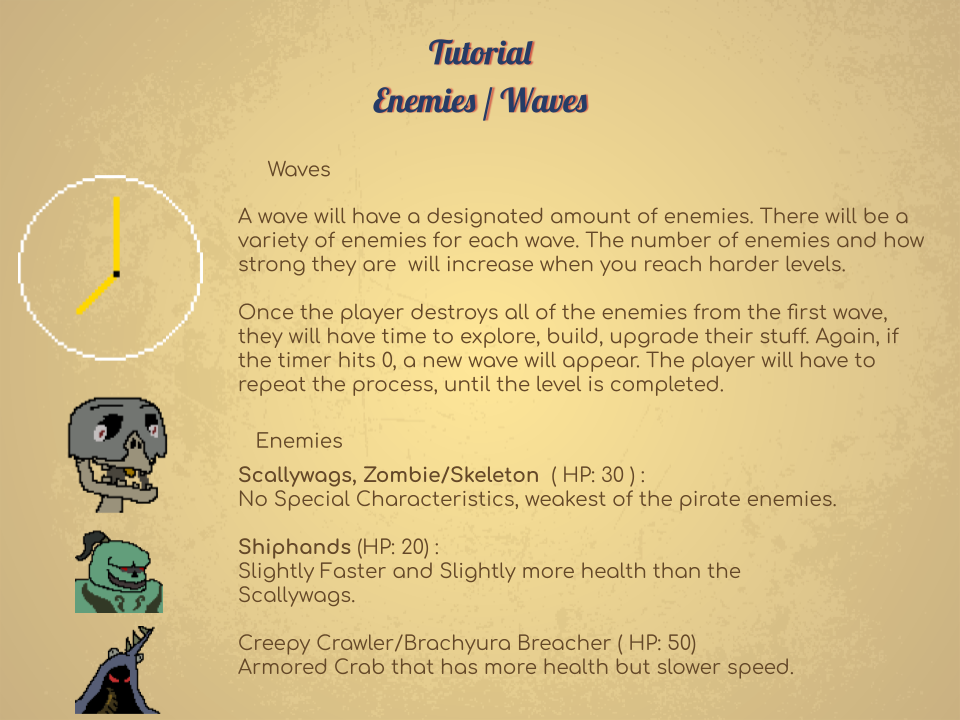 Tutorial
Enemies / Waves
Waves
A wave will have a designated amount of enemies. There will be a
variety of enemies for each wave. The number of enemies and how
strong they are  will increase when you reach harder levels.
Once the player destroys all of the enemies from the first wave,
they will have time to explore, build, upgrade their stuff. Again, if
the timer hits 0, a new wave will appear. The player will have to
repeat the process, until the level is completed.
Enemies
Scallywags, Zombie/Skeleton  ( HP: 30 ) :
No Special Characteristics, weakest of the pirate enemies.
Shiphands (HP: 20) :
Slightly Faster and Slightly more health than the
Scallywags.
Creepy Crawler/Brachyura Breacher ( HP: 50)
Armored Crab that has more health but slower speed.